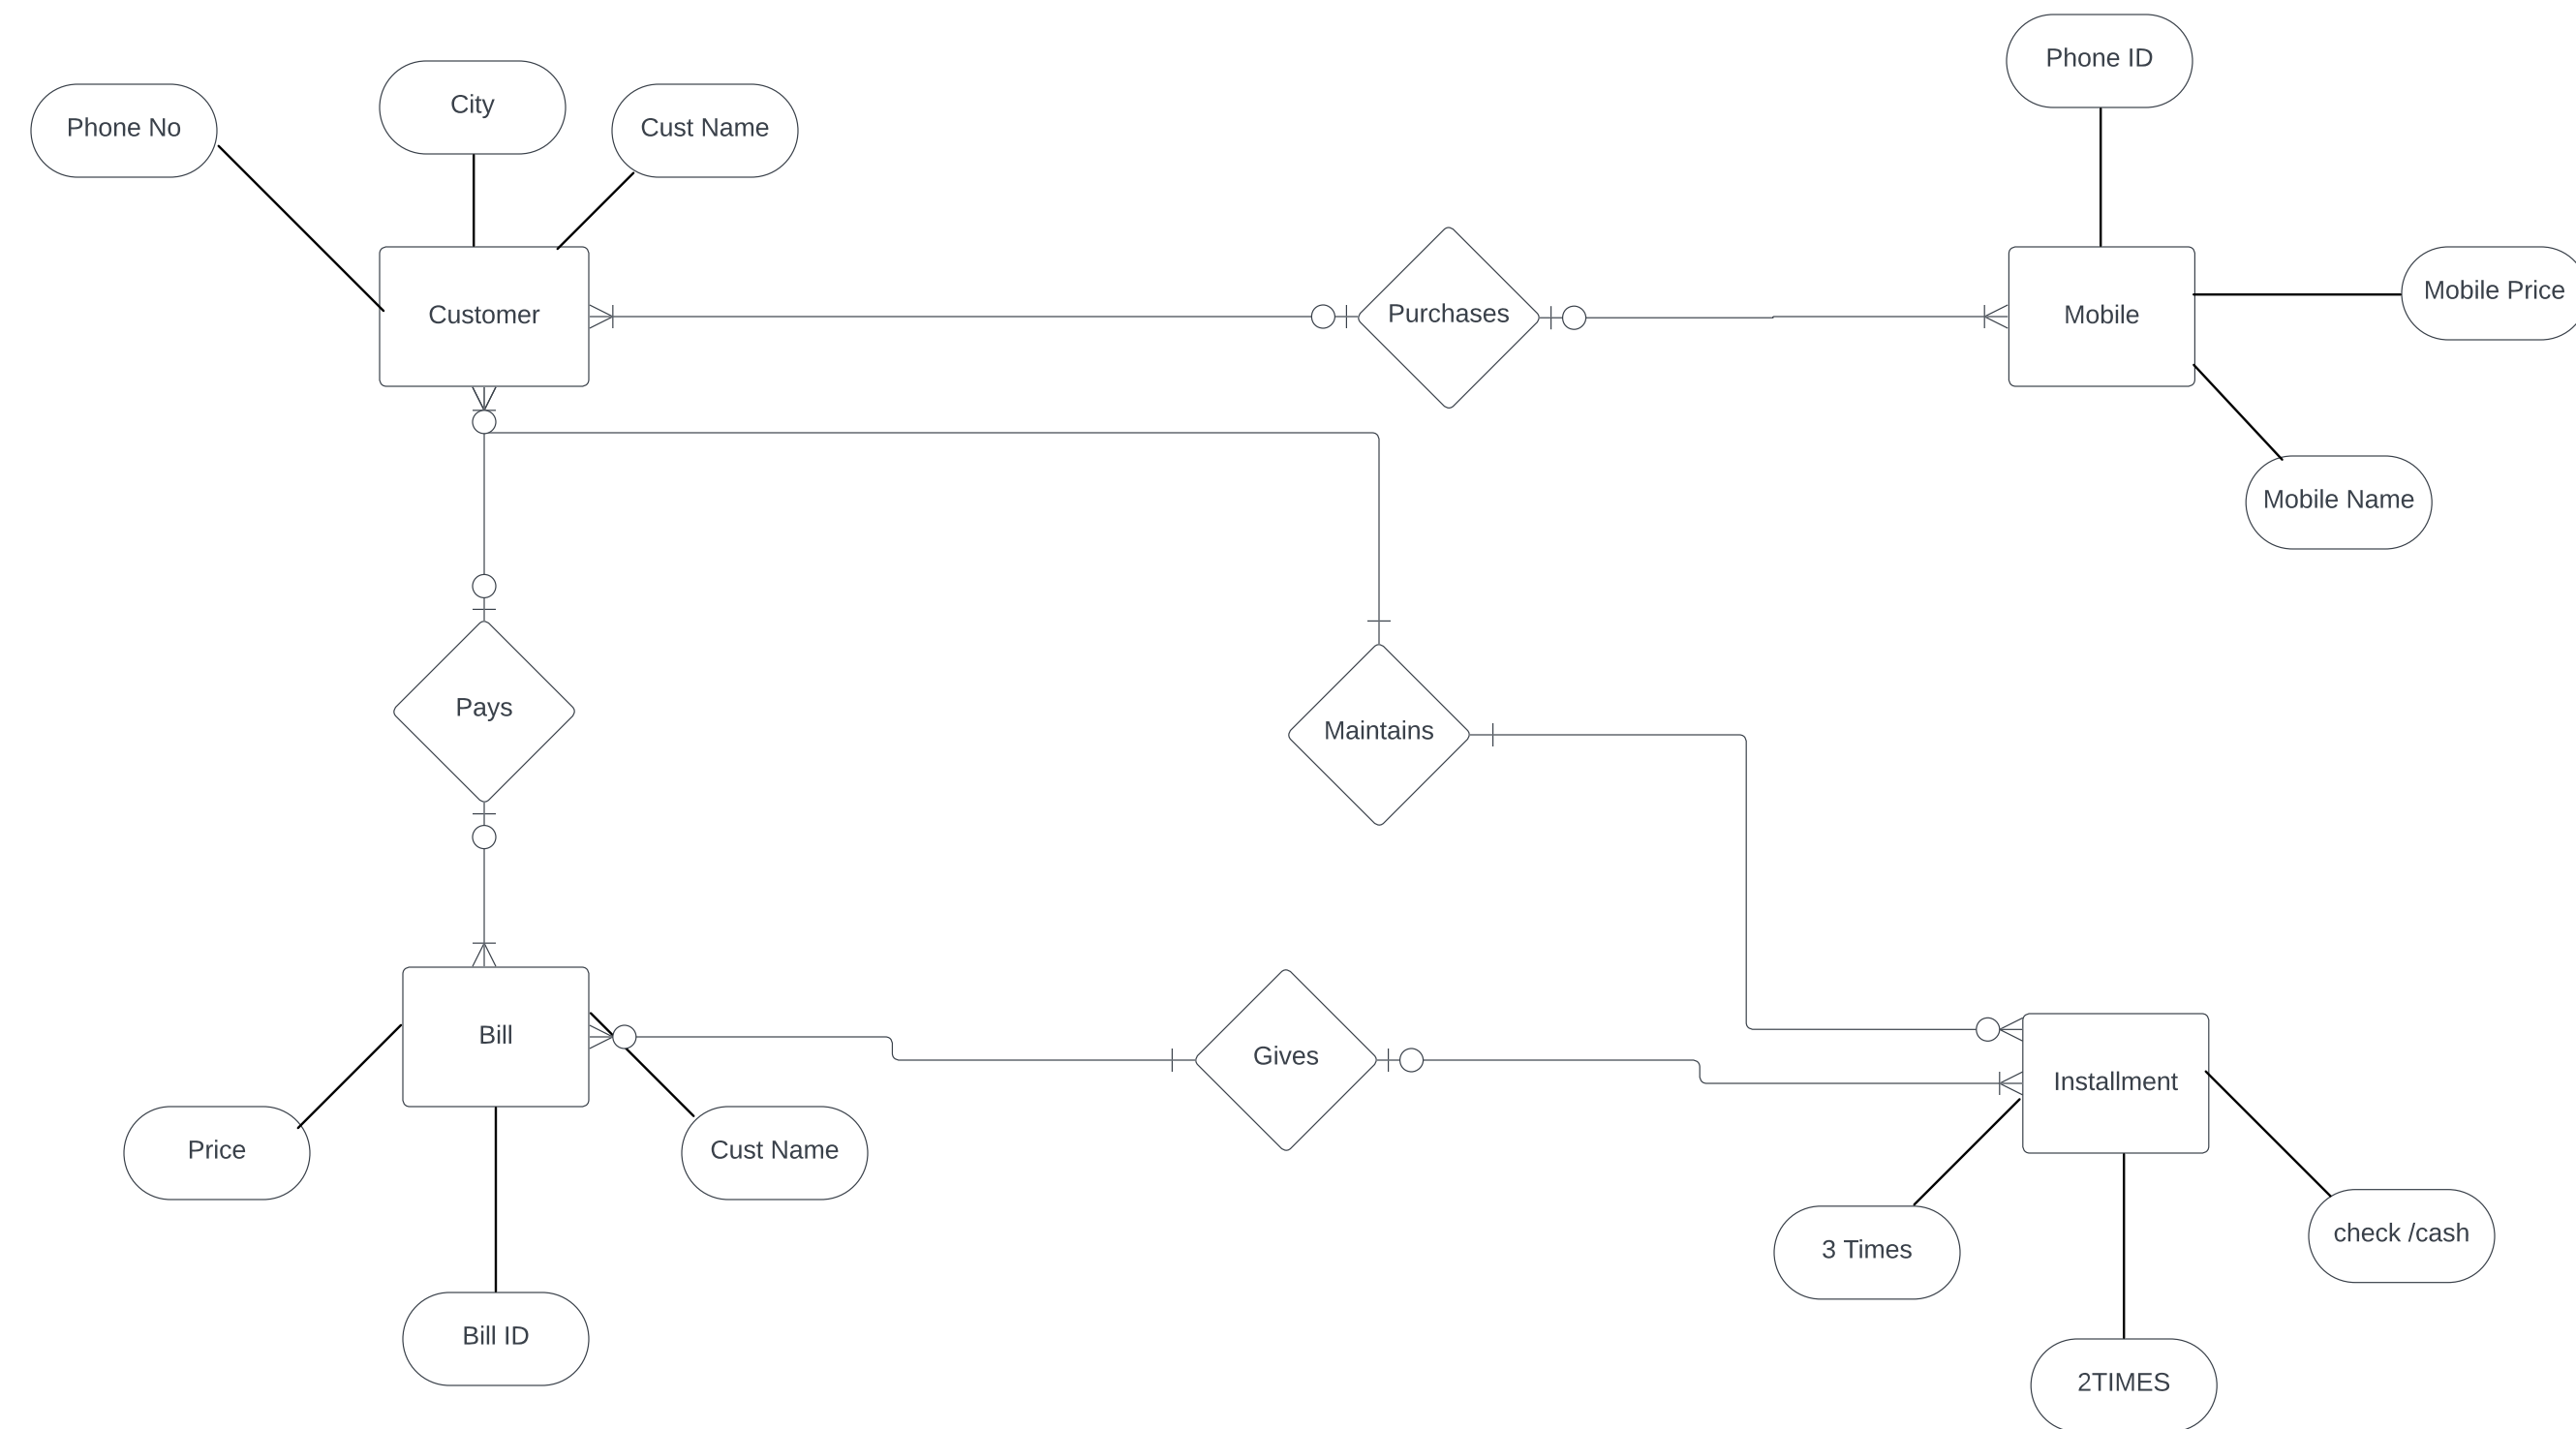 Phone ID
City
Phone No
Cust Name
Mobile Price
Customer
Purchases
Mobile
Mobile Name
Pays
Maintains
Bill
Gives
Installment
Price
Cust Name
check /cash
3 Times
Bill ID
2TIMES